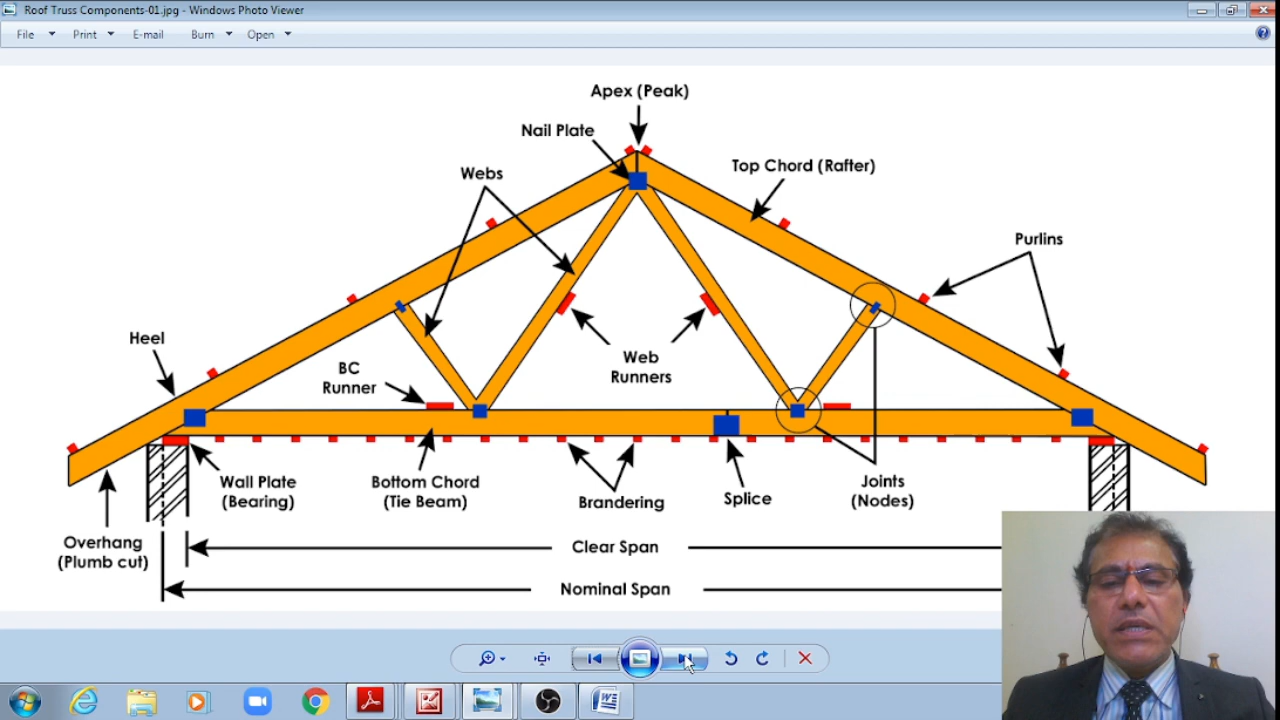 Roof Truss Components-01.jpg - Windows Photo Viewer
File Print E-mail Burn Open
Apex (Peak)
Nail Plate
Top Chord (Rafter)
Webs
Purlins
Heel
BC
Runner
Web
Runners
Wall Plate
(Bearing)
Bottom Chord
(Tie Beam)
Brandering
Splice
Joints
(Nodes)
Overhang
(Plumb cut)
Clear Span
Nominal Span